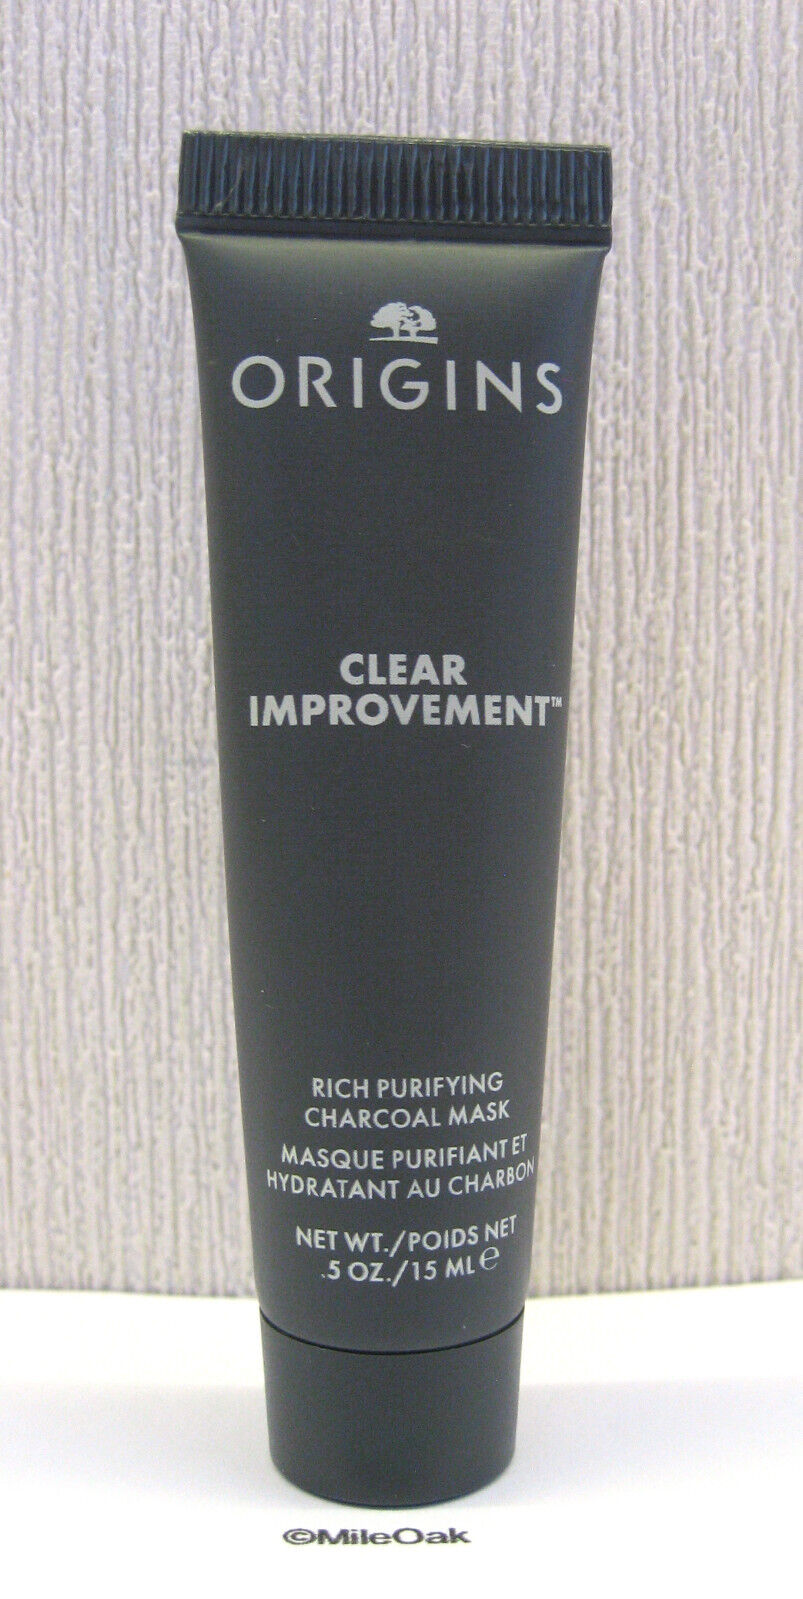 ORIGINS
CLEAR
IMPROVEMENT™
RICH PURIFYING
CHARCOAL MASK
MASQUE PURIFIANT ET
HYDRATANT AU CHARBON
NET WT./POIDS NET
.5 OZ./15 ML ℮
©MileOak